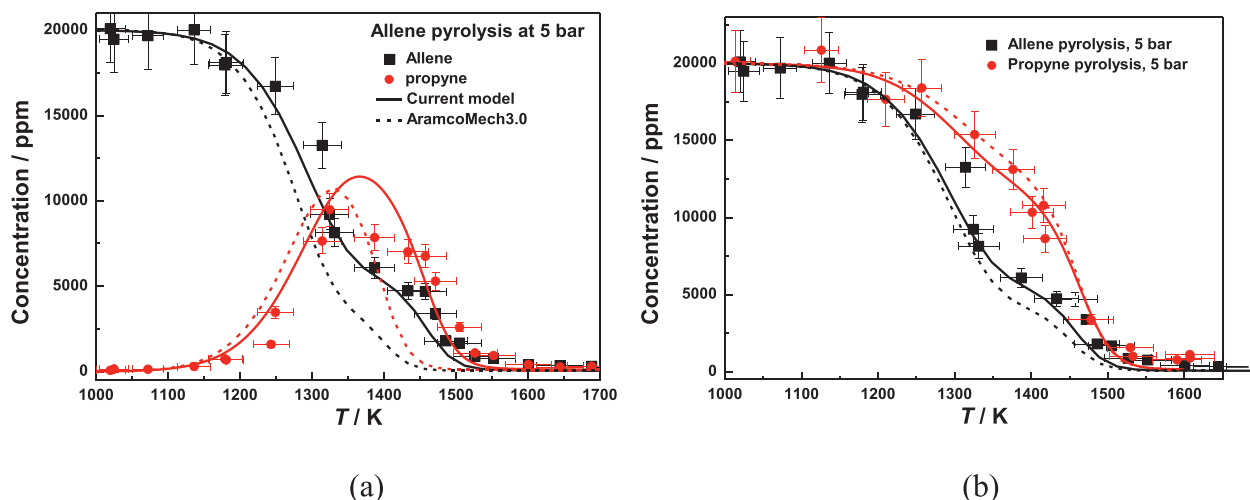 Allene pyrolysis at 5 bar
Allene
propyne
Current model
AramcoMech3.0
Concentration / ppm
20000
15000
10000
5000
0
1000 1100 1200 1300 1400 1500 1600 1700
T / K
(a)
Allene pyrolysis, 5 bar
Propyne pyrolysis, 5 bar
Concentration / ppm
20000
15000
10000
5000
0
1000 1100 1200 1300 1400 1500 1600
T / K
(b)